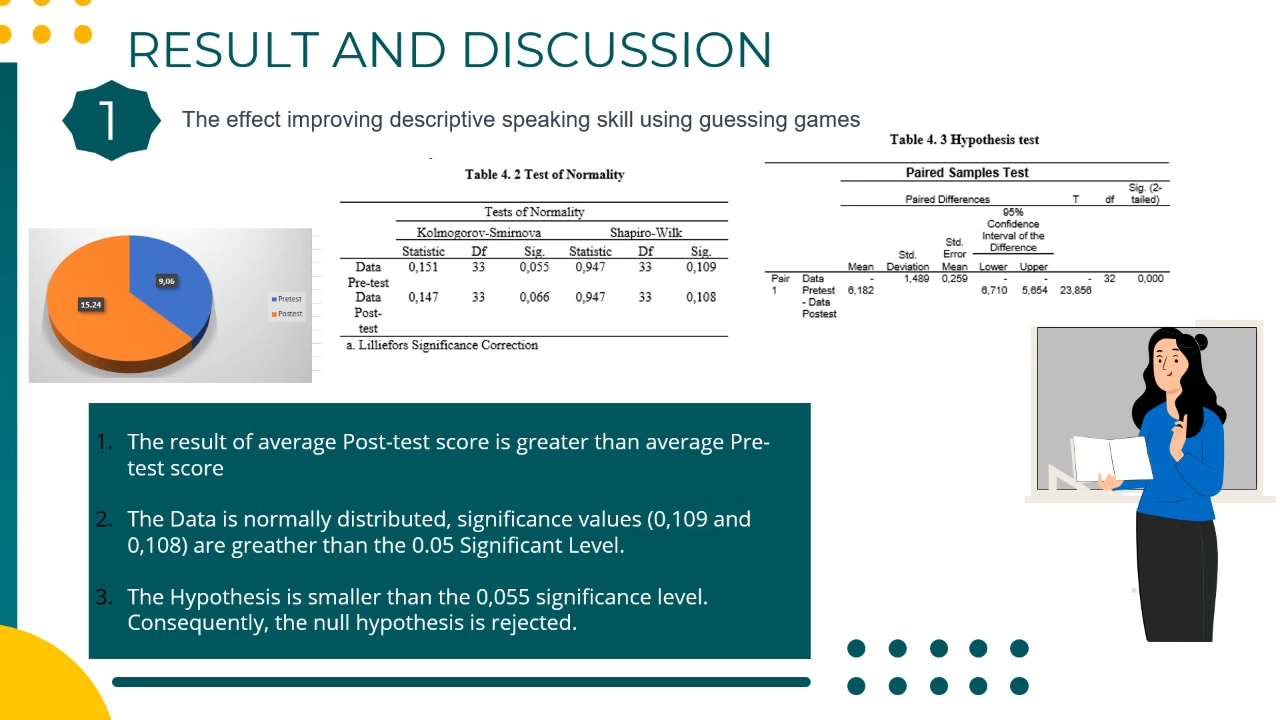 RESULT AND DISCUSSION
1
The effect improving descriptive speaking skill using guessing games
9,06
15.24
Pretest
Postest
Table 4. 2 Test of Normality
Tests of Normality
Kolmogorov-Smirnova Shapiro-Wilk
Statistic Df Sig. Statistic Df Sig.
Data 0,151 33 0,055 0,947 33 0,109
Pre-test
Data 0,147 33 0,066 0,947 33 0,108
Post-
test
a. Lilliefors Significance Correction
Table 4. 3 Hypothesis test
Paired Samples Test
Paired Differences T df Sig. (2-
tailed)
95%
Confidence
Interval of the
Difference
Std.
Error
Std.
Mean Deviation Mean Lower Upper
Pair Data - 1,489 0,259 - - - 32 0,000
1 Pretest 6,182 6,710 5,654 23,856
- Data
Postest
1. The result of average Post-test score is greater than average Pre-
test score
2. The Data is normally distributed, significance values (0,109 and
0,108) are greather than the 0.05 Significant Level.
3. The Hypothesis is smaller than the 0,055 significance level.
Consequently, the null hypothesis is rejected.